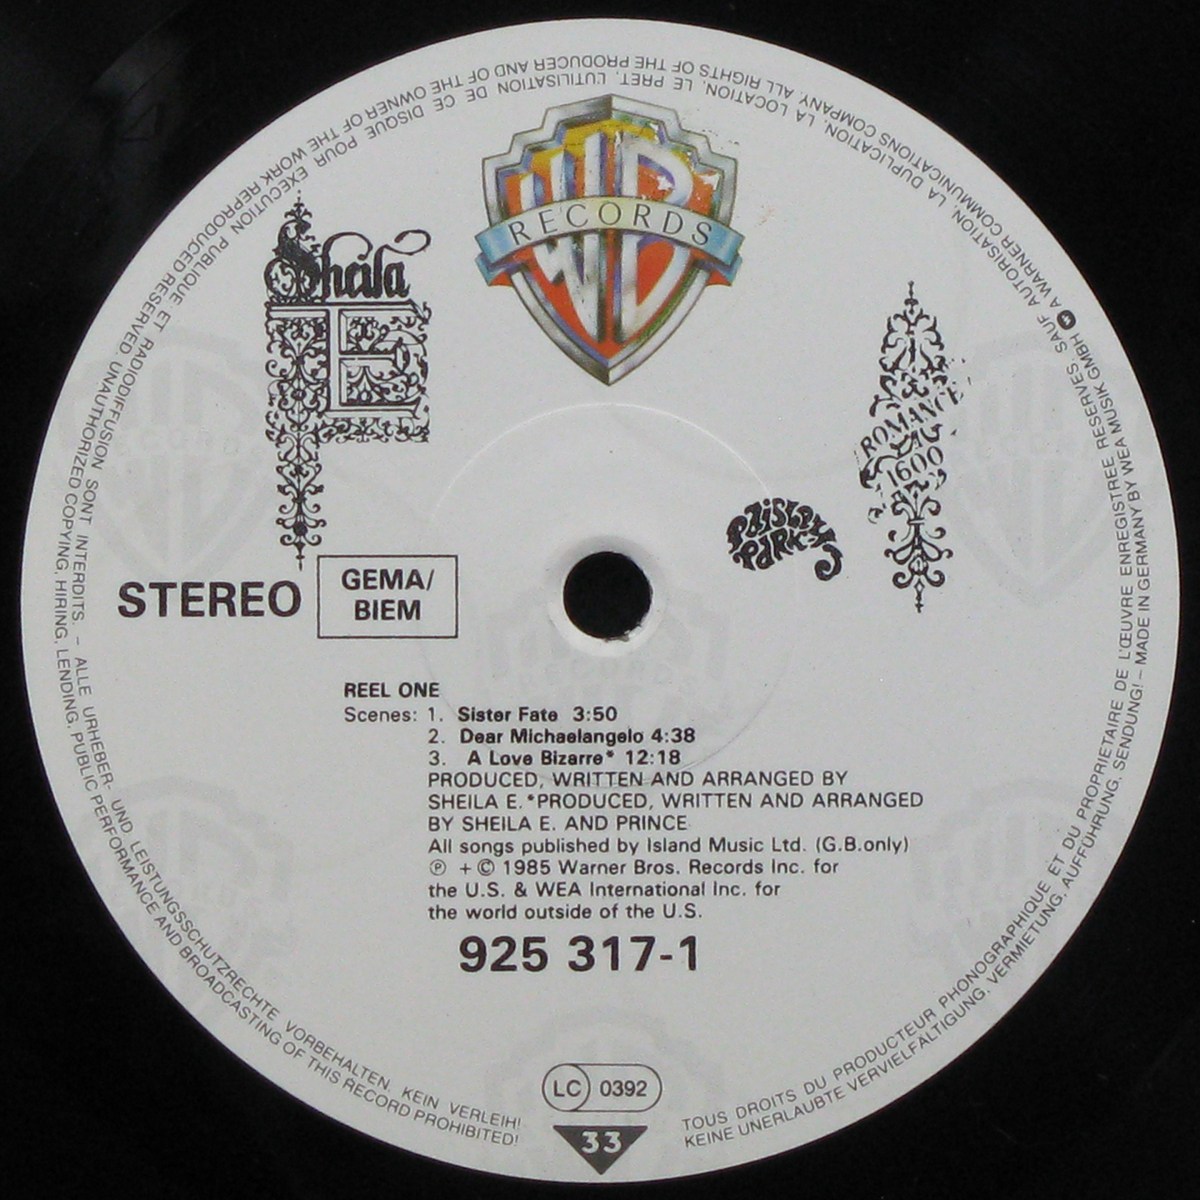 WB
RECORDS
Sheila
E
ROMANCE
1600
PAISLEY
PARK
STEREO
GEMA/
BIEM
REEL ONE
Scenes: 1. Sister Fate 3:50
2. Dear Michaelangelo 4:38
3. A Love Bizarre* 12:18
PRODUCED, WRITTEN AND ARRANGED BY
SHEILA E. *PRODUCED, WRITTEN AND ARRANGED
BY SHEILA E. AND PRINCE
All songs published by Island Music Ltd. (G.B.only)
℗ + © 1985 Warner Bros. Records Inc. for
the U.S. & WEA International Inc. for
the world outside of the U.S.
925 317-1
LC 0392
33
TOUS DROITS DU PRODUCTEUR PHONOGRAPHIQUE ET DU PROPRIETAIRE DE L'ŒUVRE ENREGISTREE RESERVES. SAUF AUTORISATION, LA DUPLICATION, LA LOCATION, LE PRET, L'UTILISATION DE CE DISQUE POUR EXECUTION PUBLIQUE ET RADIODIFFUSION SONT INTERDITS. – ALLE URHEBER- UND LEISTUNGSSCHUTZRECHTE VORBEHALTEN. KEIN VERLEIH!
KEINE UNERLAUBTE VERVIELFÄLTIGUNG, VERMIETUNG, AUFFÜHRUNG, SENDUNG! – MADE IN GERMANY BY WEA MUSIK GMBH A WARNER COMMUNICATIONS COMPANY. ALL RIGHTS OF THE PRODUCER AND OF THE OWNER OF THE WORK REPRODUCED RESERVED. UNAUTHORIZED COPYING, HIRING, LENDING, PUBLIC PERFORMANCE AND BROADCASTING OF THIS RECORD PROHIBITED!